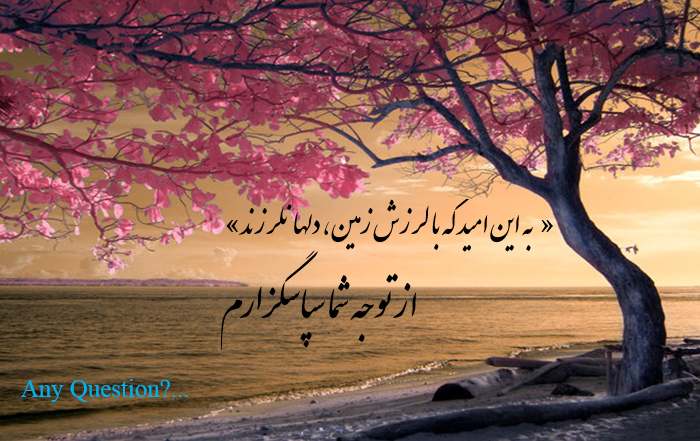 « به این امید که با لرزش زمین، دلها نلرزند »
از توجه شما سپاسگزارم
Any Question?...